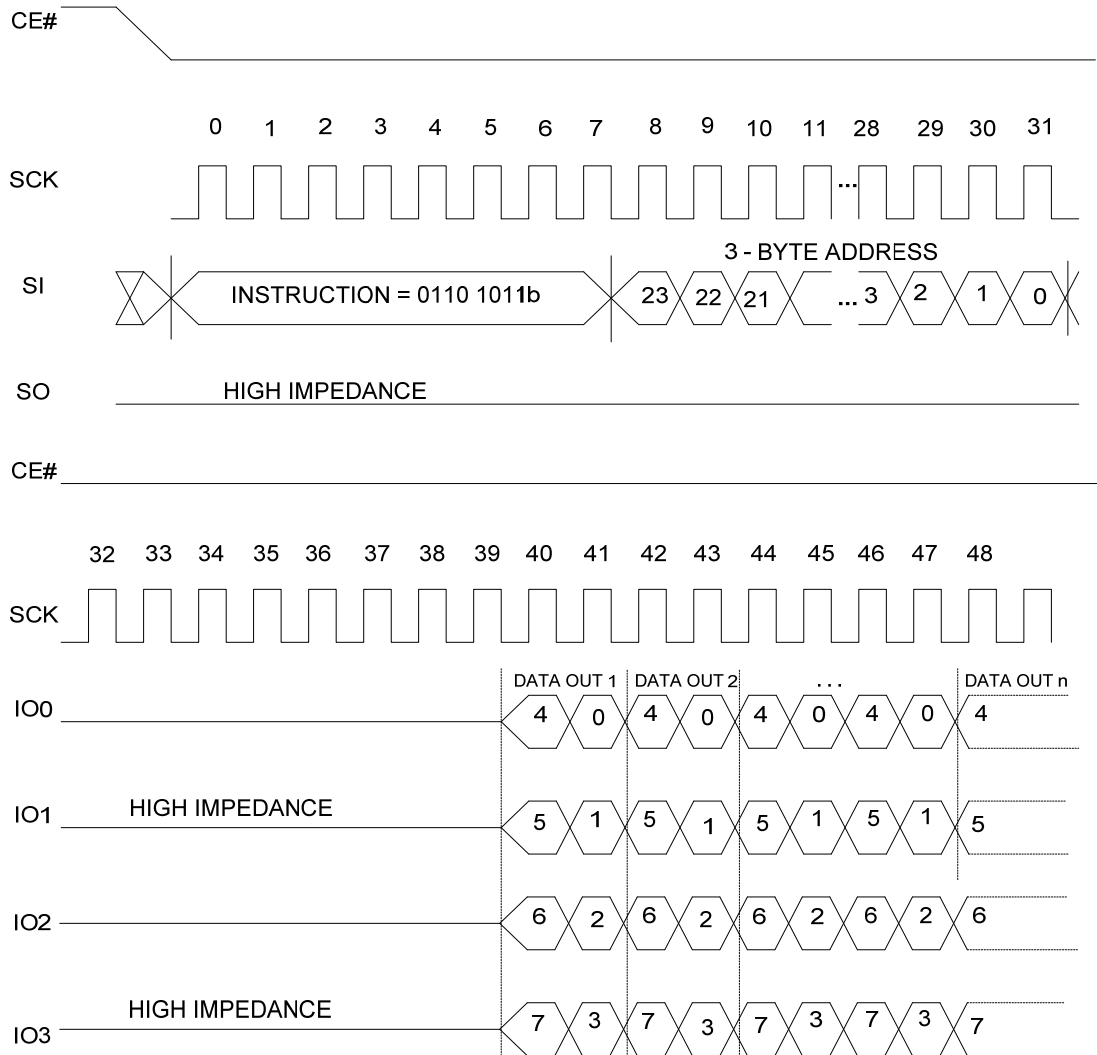 CE#
0 1 2 3 4 5 6 7 8 9 10 11 28 29 30 31
SCK ...
3 - BYTE ADDRESS
SI INSTRUCTION = 0110 1011b 23 22 21 ... 3 2 1 0
SO HIGH IMPEDANCE
CE#
32 33 34 35 36 37 38 39 40 41 42 43 44 45 46 47 48
SCK
DATA OUT 1 DATA OUT 2 ... DATA OUT n
IO0 4 0 4 0 4 0 4 0 4
IO1 HIGH IMPEDANCE 5 1 5 1 5 1 5 1 5
IO2 6 2 6 2 6 2 6 2 6
IO3 HIGH IMPEDANCE 7 3 7 3 7 3 7 3 7